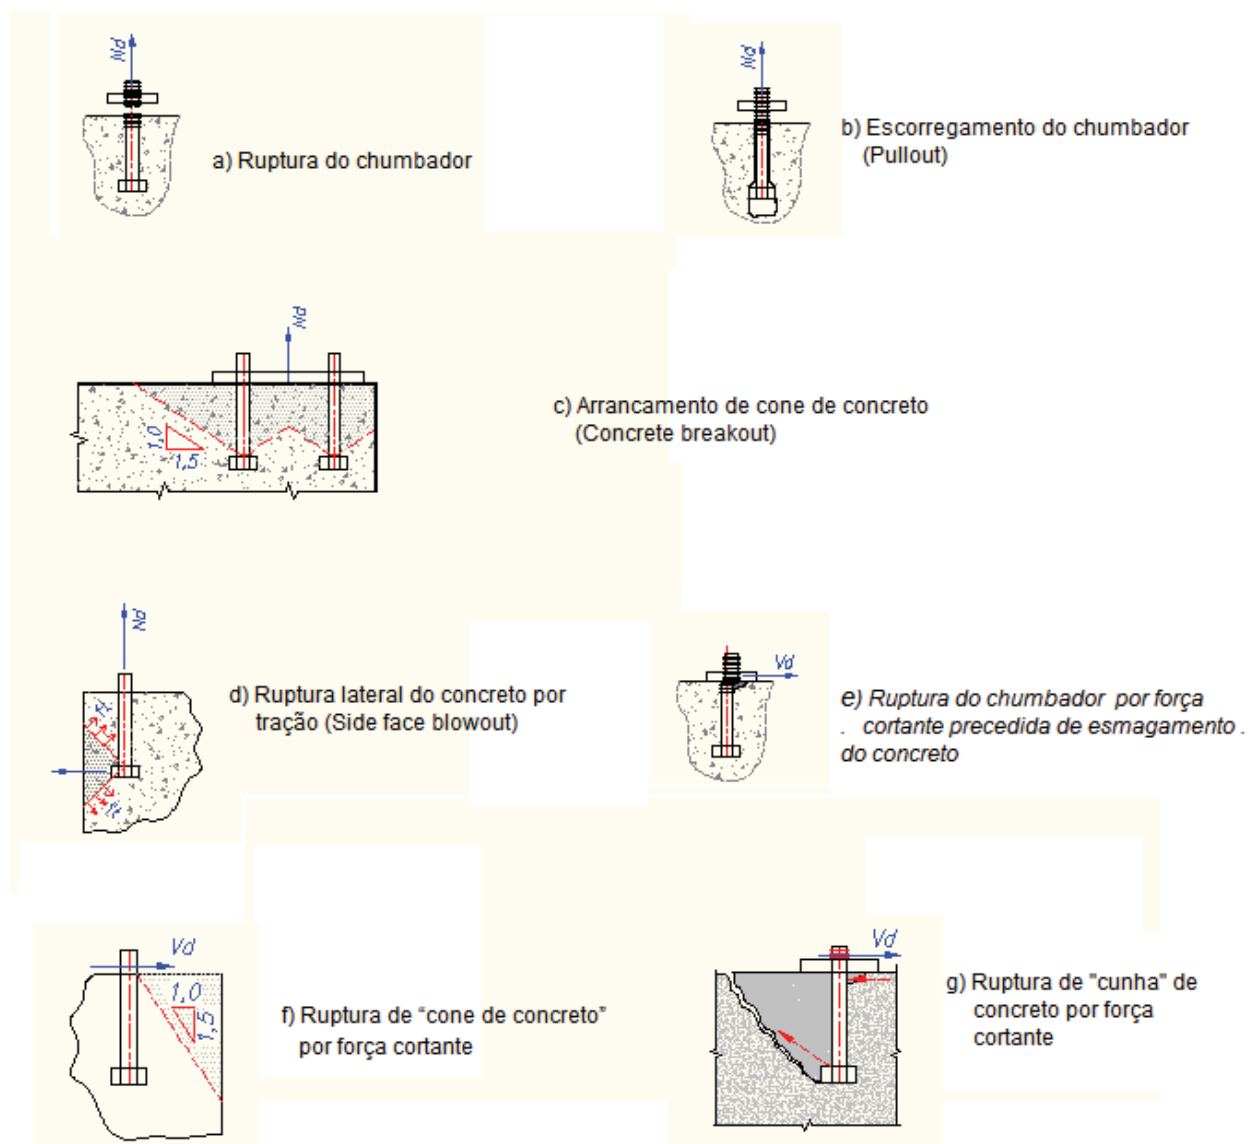 Nd
a) Ruptura do chumbador
Nd
b) Escorregamento do chumbador
(Pullout)
Nd
1,0
1,5
c) Arrancamento de cone de concreto
(Concrete breakout)
Nd
ft
ft
d) Ruptura lateral do concreto por
tração (Side face blowout)
Vd
e) Ruptura do chumbador por força
. cortante precedida de esmagamento .
do concreto
Vd
1,0
1,5
f) Ruptura de “cone de concreto”
por força cortante
Vd
g) Ruptura de "cunha" de
concreto por força
cortante